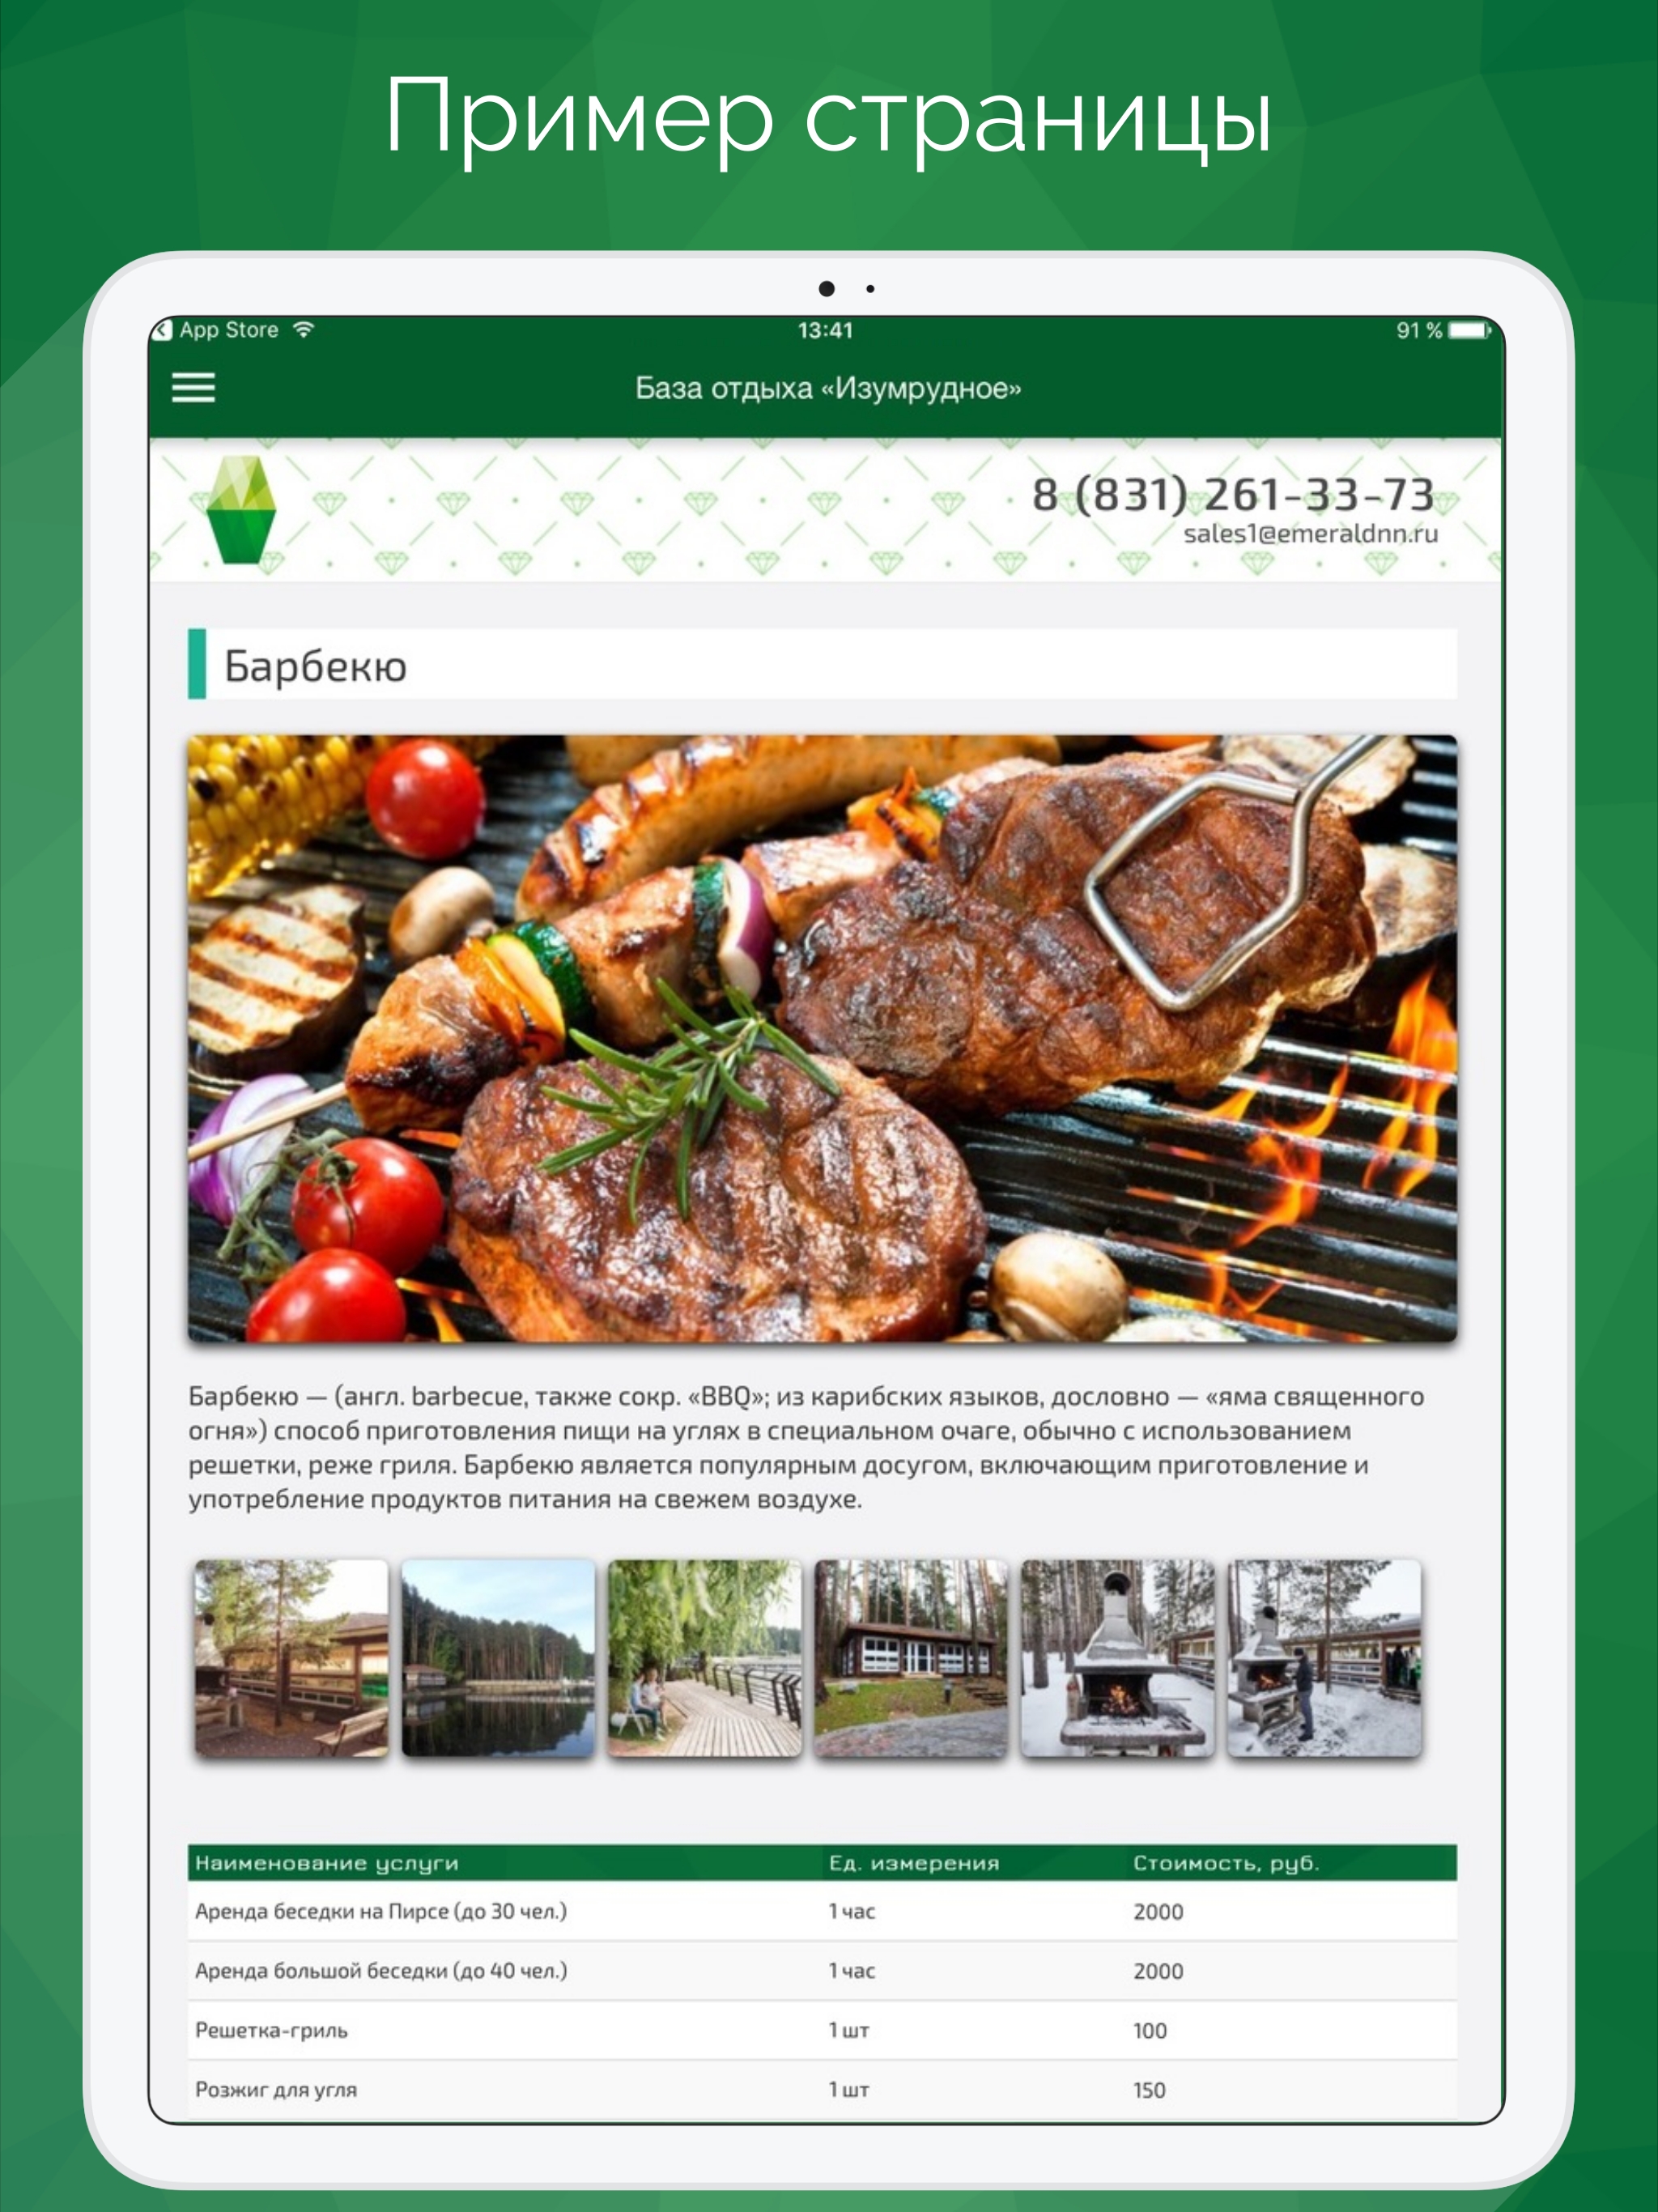 Пример страницы
App Store
13:41
91 %
База отдыха «Изумрудное»
8 (831) 261-33-73
sales1@emeraldnn.ru
Барбекю
Барбекю — (англ. barbecue, также сокр. «BBQ»; из карибских языков, дословно — «яма священного
огня») способ приготовления пищи на углях в специальном очаге, обычно с использованием
решетки, реже гриля. Барбекю является популярным досугом, включающим приготовление и
употребление продуктов питания на свежем воздухе.
Наименование услуги Ед. измерения Стоимость, руб.
Аренда беседки на Пирсе (до 30 чел.) 1 час 2000
Аренда большой беседки (до 40 чел.) 1 час 2000
Решетка-гриль 1 шт 100
Розжиг для угля 1 шт 150